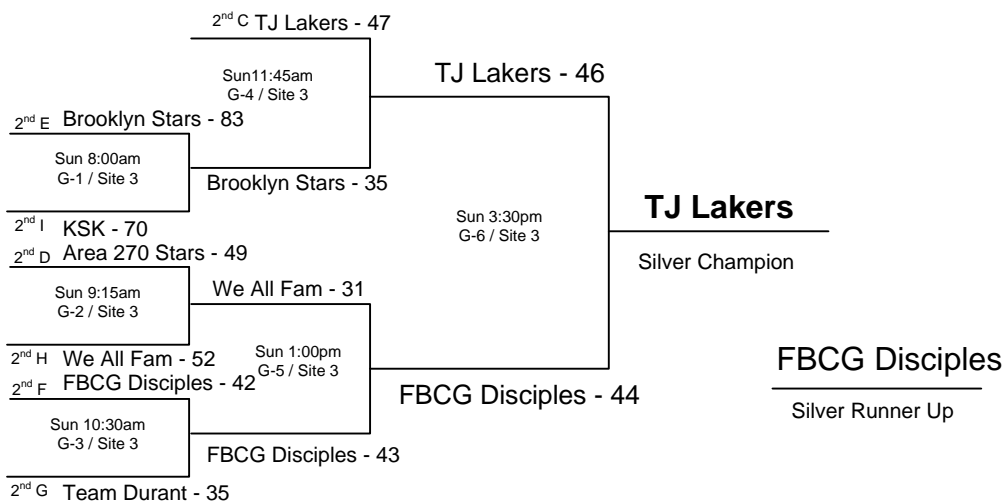 2nd C TJ Lakers - 47
Sun11:45am
G-4 / Site 3
TJ Lakers - 46
2nd E Brooklyn Stars - 83
Sun 8:00am
G-1 / Site 3
Brooklyn Stars - 35
2nd I KSK - 70
Sun 3:30pm
G-6 / Site 3
TJ Lakers
Silver Champion
2nd D Area 270 Stars - 49
Sun 9:15am
G-2 / Site 3
We All Fam - 31
2nd H We All Fam - 52
Sun 1:00pm
G-5 / Site 3
FBCG Disciples - 44
FBCG Disciples
Silver Runner Up
2nd F FBCG Disciples - 42
Sun 10:30am
G-3 / Site 3
FBCG Disciples - 43
2nd G Team Durant - 35